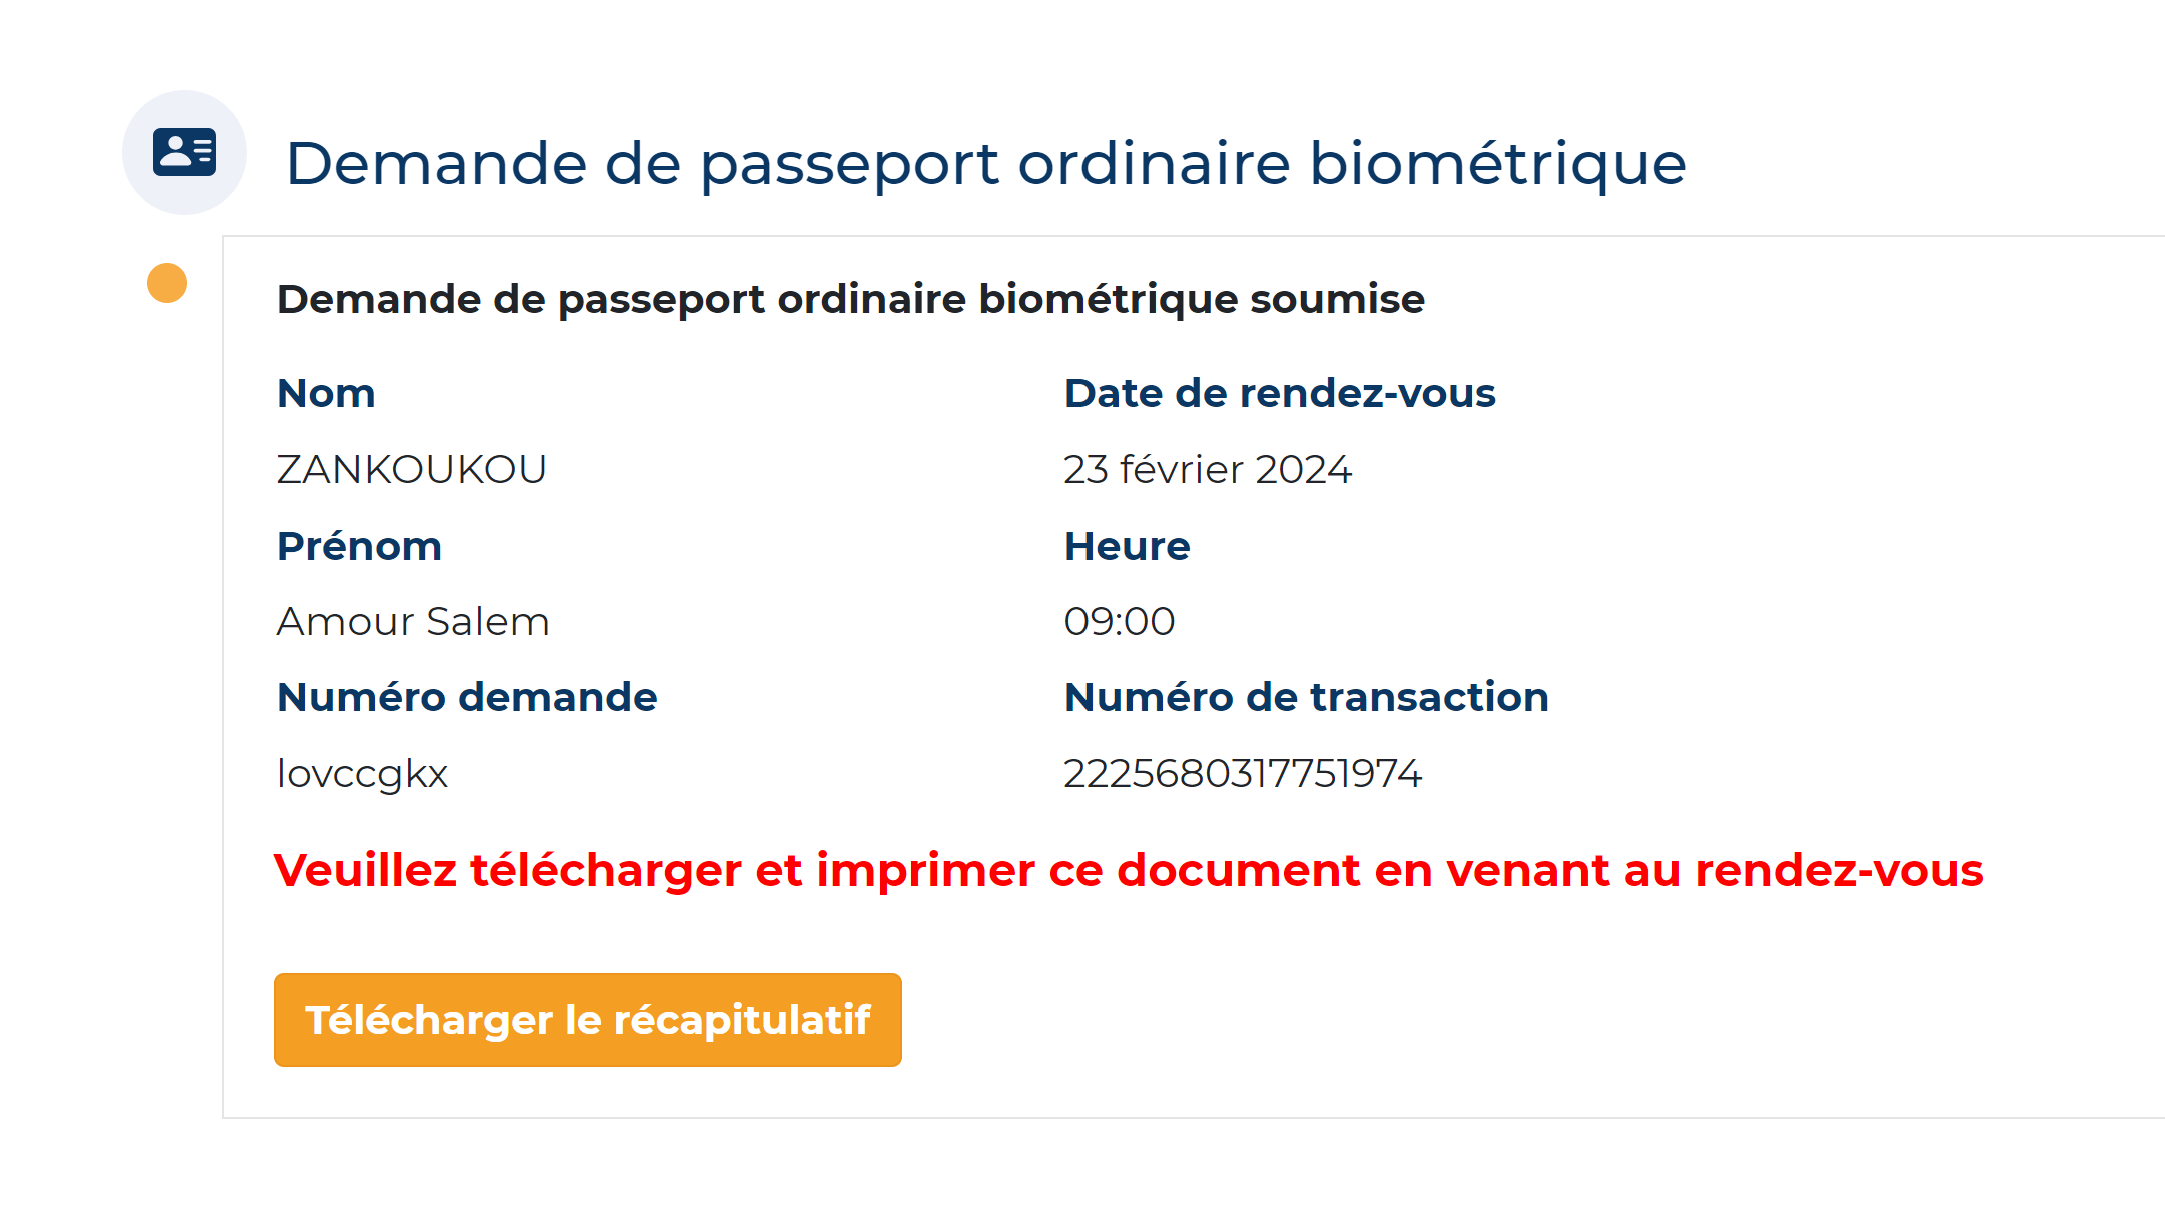 Demande de passeport ordinaire biométrique
Demande de passeport ordinaire biométrique soumise
Nom
ZANKOUKOU
Date de rendez-vous
23 février 2024
Prénom
Amour Salem
Heure
09:00
Numéro demande
lovccgkx
Numéro de transaction
2225680317751974
Veuillez télécharger et imprimer ce document en venant au rendez-vous
Télécharger le récapitulatif